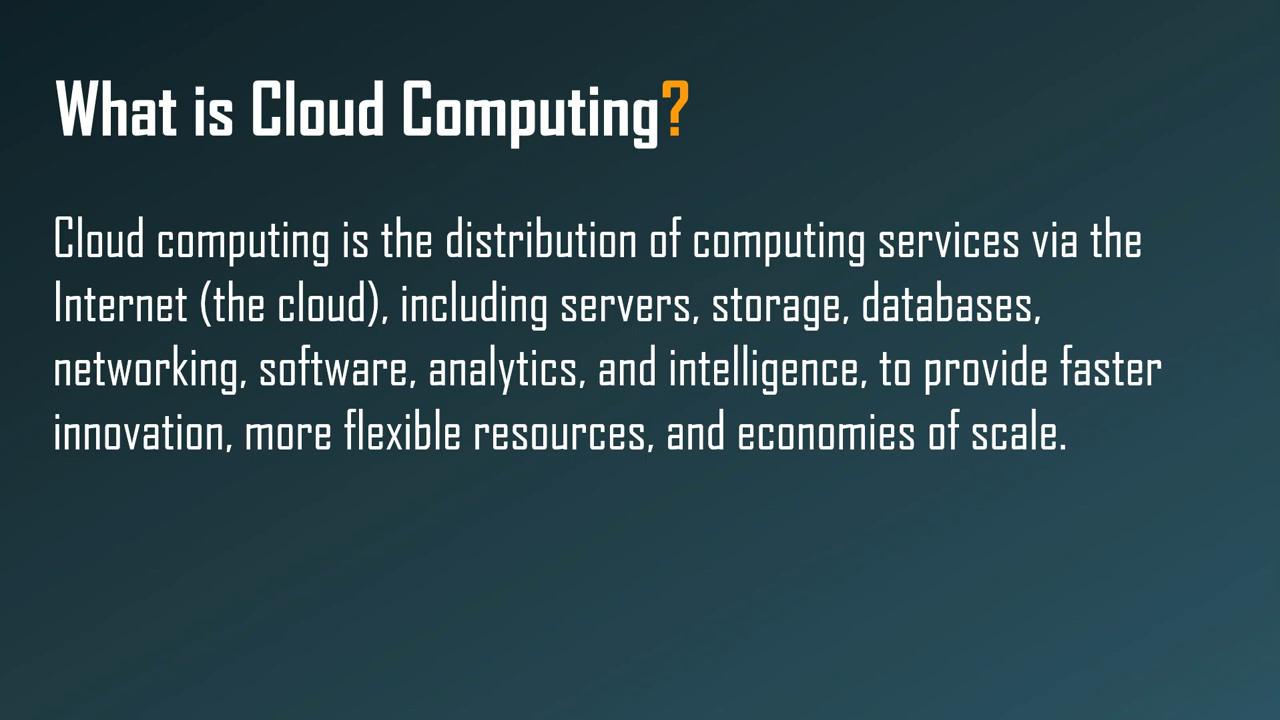 What is Cloud Computing?
Cloud computing is the distribution of computing services via the
Internet (the cloud), including servers, storage, databases,
networking, software, analytics, and intelligence, to provide faster
innovation, more flexible resources, and economies of scale.